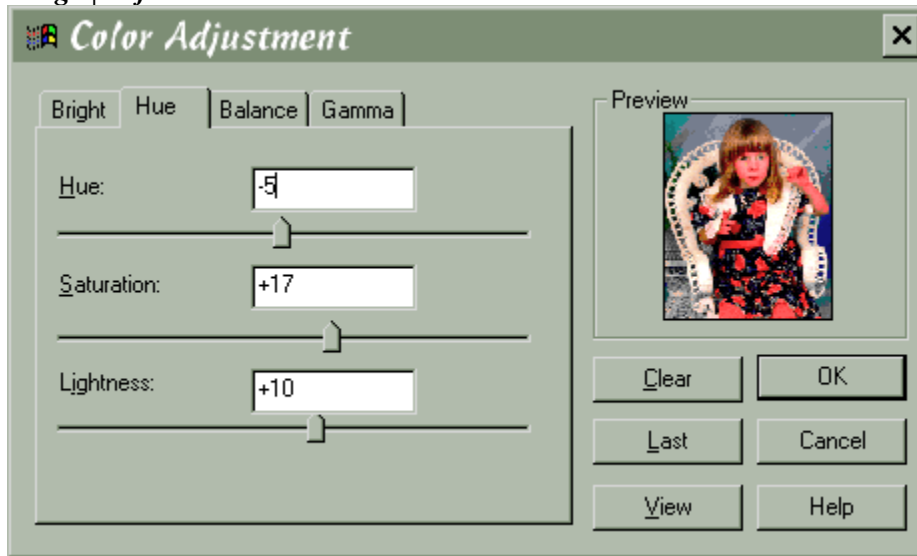 Color Adjustment
Bright Hue Balance Gamma
Preview
Hue: -5
Saturation: +17
Lightness: +10
Clear OK
Last Cancel
View Help